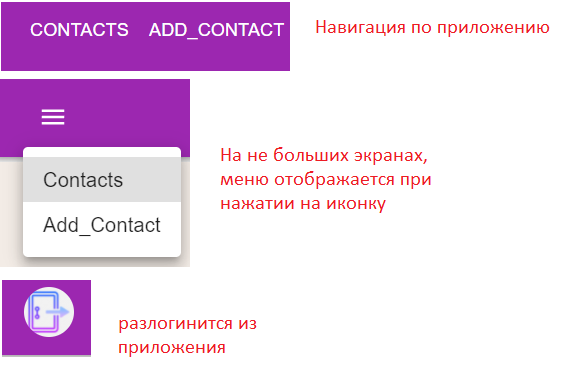 CONTACTS ADD_CONTACT Навигация по приложению
На не больших экранах,
меню отображается при
нажатии на иконку
Contacts
Add_Contact
разлогинится из
приложения